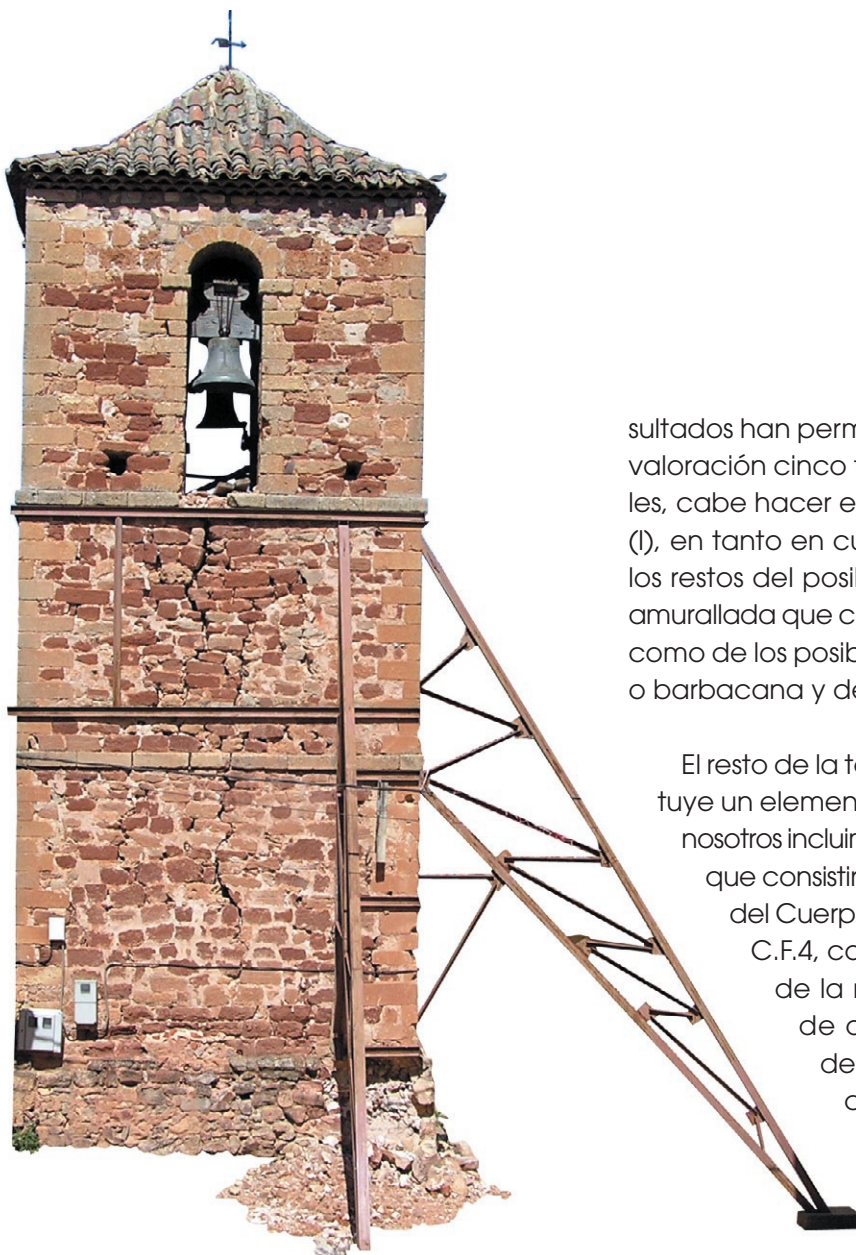 sultados han perm
valoración cinco
les, cabe hacer e
(I), en tanto en cu
los restos del posi
amurallada que c
como de los posib
o barbacana y de
El resto de la te
tuye un elemen
nosotros incluir
que consistir
del Cuerp
C.F.4, co
de la
de c
de